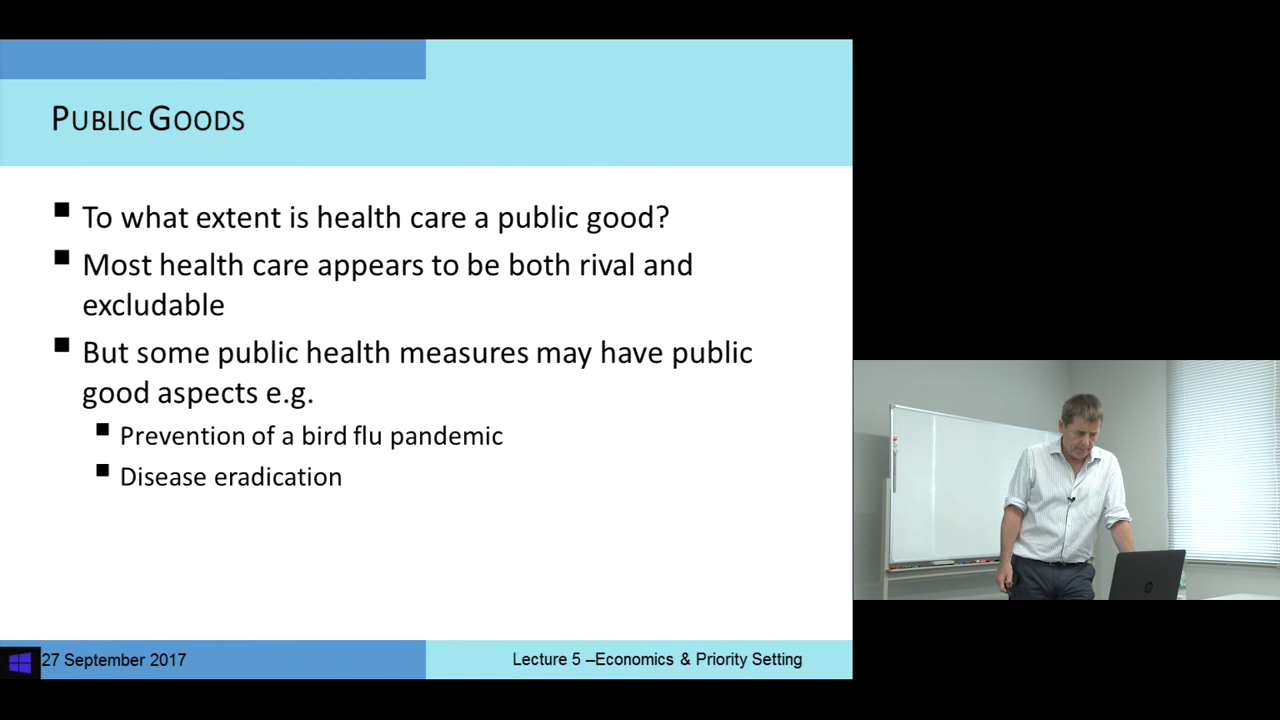 PUBLIC GOODS
To what extent is health care a public good?
Most health care appears to be both rival and
excludable
But some public health measures may have public
good aspects e.g.
Prevention of a bird flu pandemic
Disease eradication
27 September 2017
Lecture 5 –Economics & Priority Setting